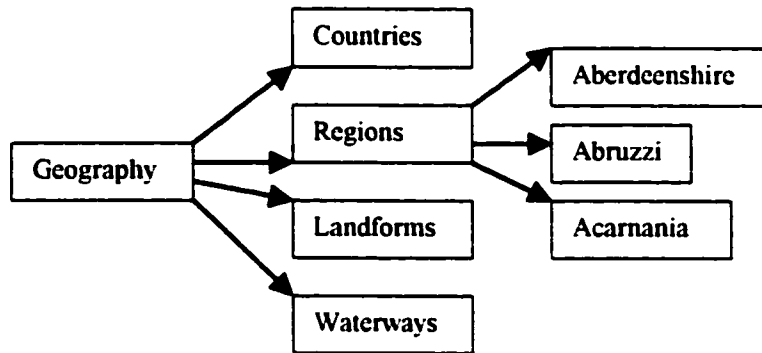 Countries
Aberdeenshire
Regions
Abruzzi
Geography
Landforms
Acarnania
Waterways